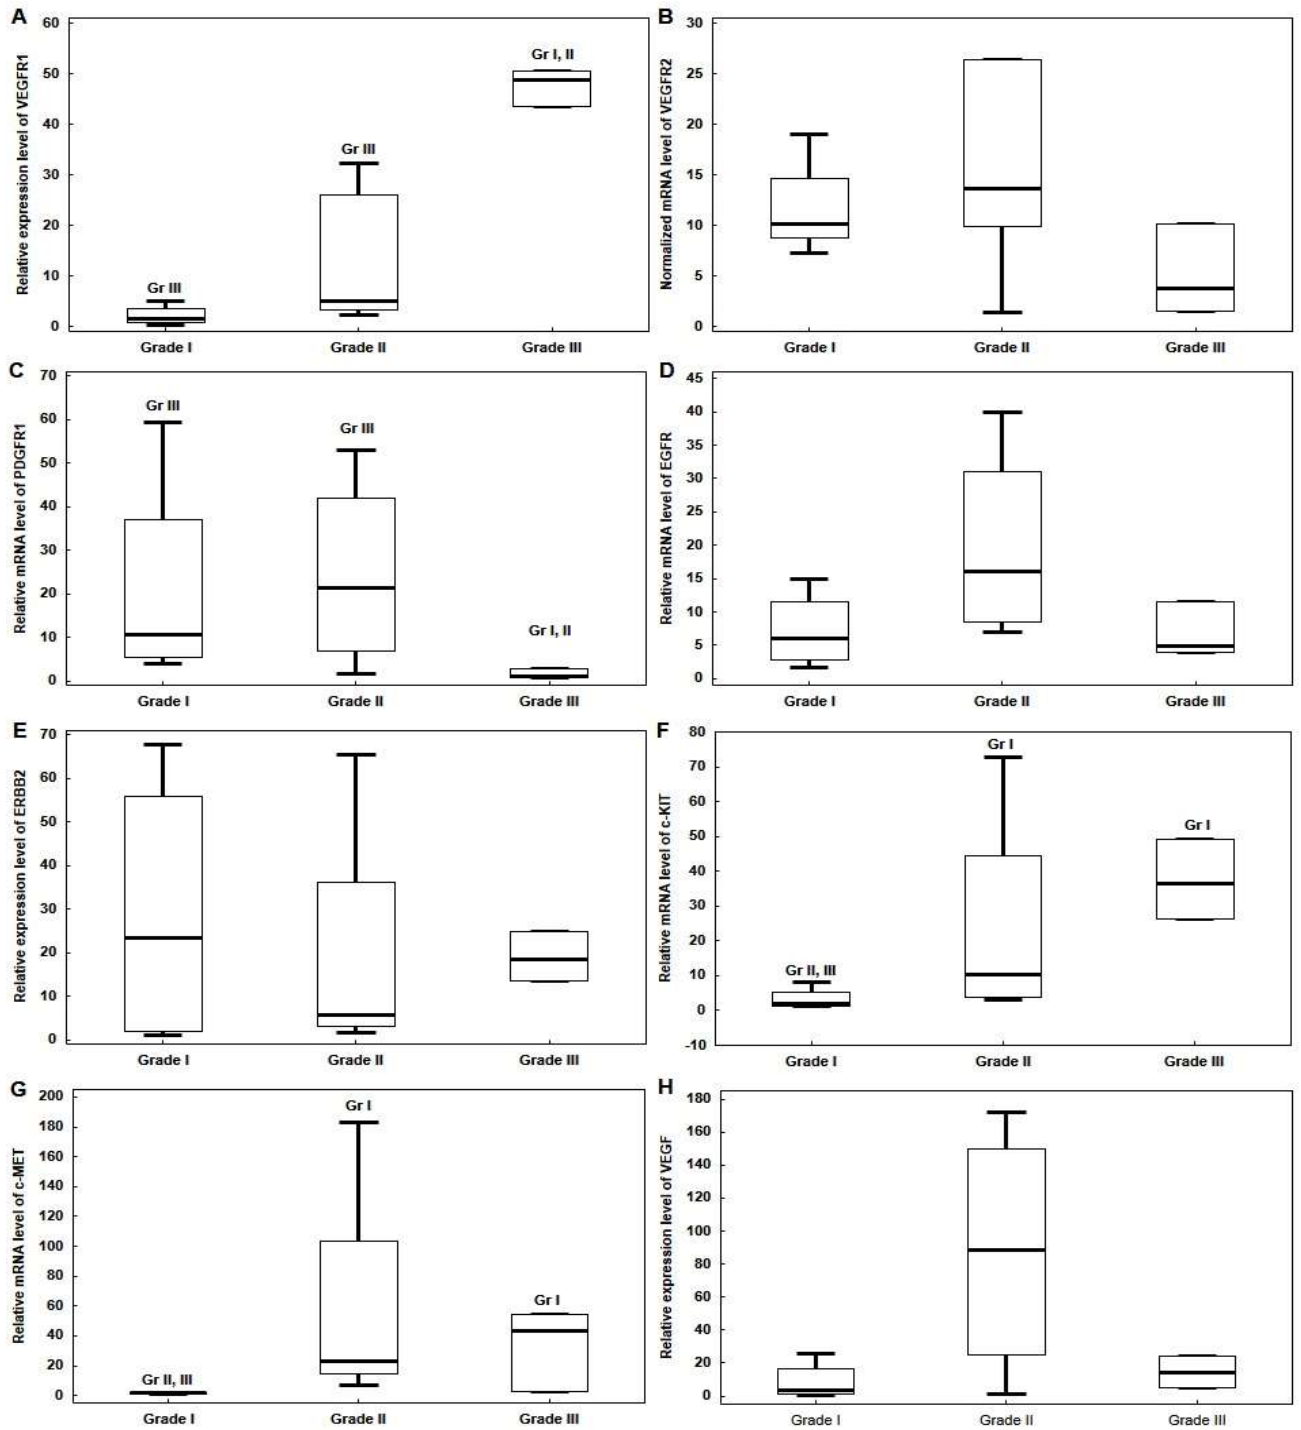 A
Relative expression level of VEGFR1
60
50
40
30
20
10
0
Gr III
Gr III
Gr I, II
Grade I
Grade II
Grade III
B
Normalized mRNA level of VEGFR2
30
25
20
15
10
5
0
Grade I
Grade II
Grade III
C
Relative mRNA level of PDGFR1
70
60
50
40
30
20
10
0
Gr III
Gr III
Gr I, II
Grade I
Grade II
Grade III
D
Relative mRNA level of EGFR
45
40
35
30
25
20
15
10
5
0
Grade I
Grade II
Grade III
E
Relative expression level of ERBB2
70
60
50
40
30
20
10
0
Grade I
Grade II
Grade III
F
Relative mRNA level of c-KIT
80
70
60
50
40
30
20
10
0
-10
Gr II, III
Gr I
Gr I
Grade I
Grade II
Grade III
G
Relative mRNA level of c-MET
200
180
160
140
120
100
80
60
40
20
0
Gr II, III
Gr I
Gr I
Grade I
Grade II
Grade III
H
Relative expression level of VEGF
180
160
140
120
100
80
60
40
20
0
Grade I
Grade II
Grade III